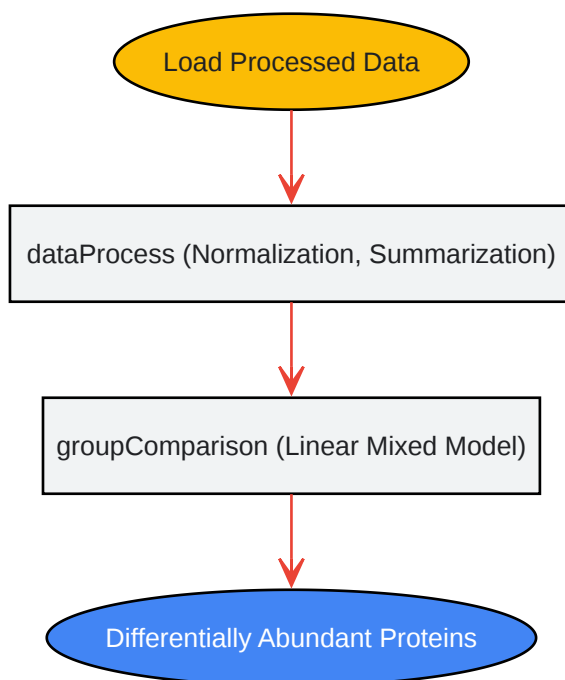 Load Processed Data
dataProcess (Normalization, Summarization)
groupComparison (Linear Mixed Model)
Differentially Abundant Proteins